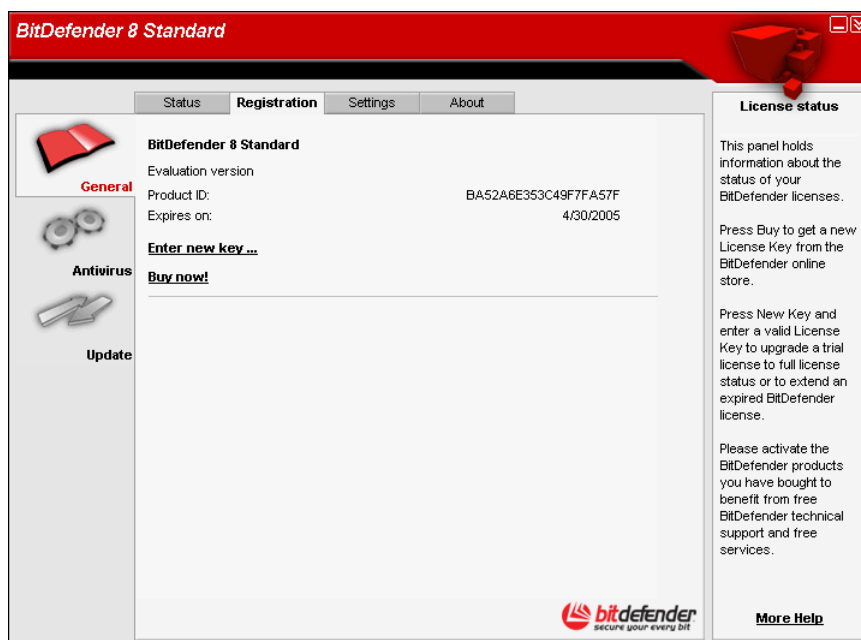 BitDefender 8 Standard
Status Registration Settings About
General
Antivirus
Update
BitDefender 8 Standard
Evaluation version
Product ID: BA52A6E353C49F7FA57F
Expires on: 4/30/2005
Enter new key ...
Buy now!
License status
This panel holds
information about the
status of your
BitDefender licenses.
Press Buy to get a new
License Key from the
BitDefender online
store.
Press New Key and
enter a valid License
Key to upgrade a trial
license to full license
status or to extend an
expired BitDefender
license.
Please activate the
BitDefender products
you have bought to
benefit from free
BitDefender technical
support and free
services.
More Help
bitdefender
secure your every bit